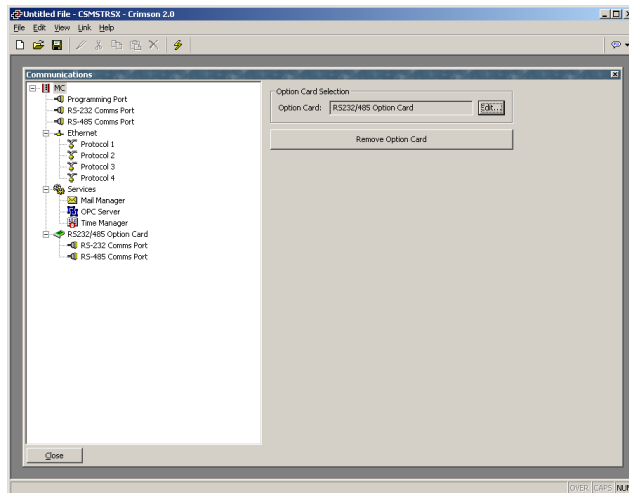 Untitled File - CSMSTRSX - Crimson 2.0
File Edit View Link Help
Communications
MC
Programming Port
RS-232 Comms Port
RS-485 Comms Port
Ethernet
Protocol 1
Protocol 2
Protocol 3
Protocol 4
Services
Mail Manager
OPC Server
Time Manager
RS232/485 Option Card
RS-232 Comms Port
RS-485 Comms Port
Option Card Selection
Option Card: RS232/485 Option Card Edit...
Remove Option Card
Close
OVER CAPS NUM